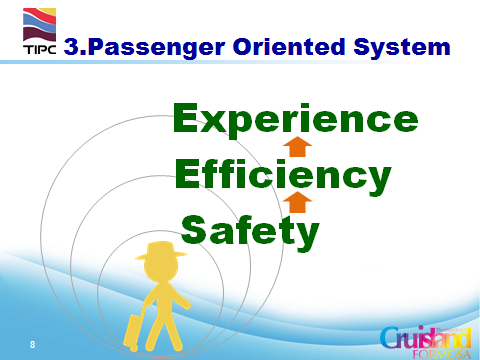 TIPC
3.Passenger Oriented System
Experience
Efficiency
Safety
8
Cruisland
FORMOSA